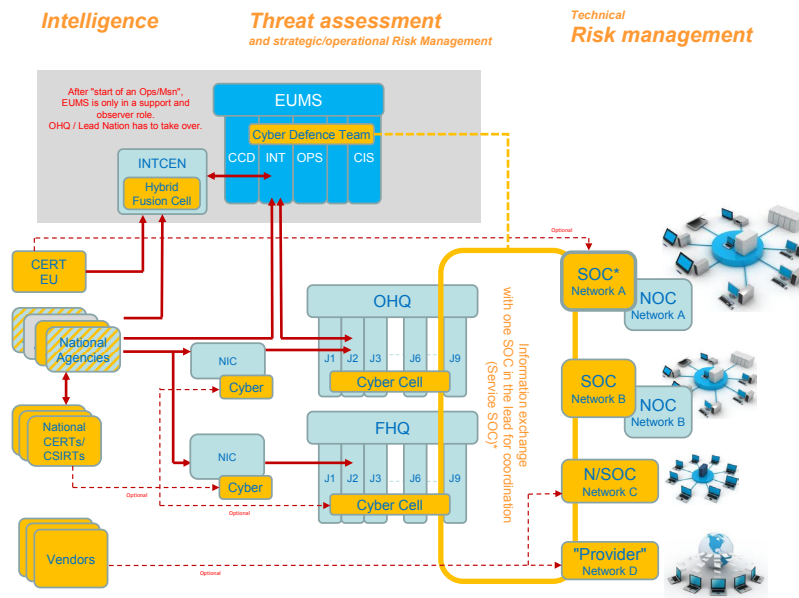 Intelligence
Threat assessment
and strategic/operational Risk Management
Technical
Risk management
After "start of an Ops/Msn",
EUMS is only in a support and
observer role.
OHQ / Lead Nation has to take over.
EUMS
Cyber Defence Team
CCD
INT
OPS
CIS
INTCEN
Hybrid
Fusion Cell
Optional
CERT
EU
SOC*
Network A
NOC
Network A
OHQ
J1
J2
J3
J6
J9
Cyber Cell
National
Agencies
NIC
Cyber
Information exchange
with one SOC in the lead for coordination
(Service SOC)*
SOC
Network B
NOC
Network B
National
CERTs/
CSIRTs
FHQ
J1
J2
J3
J6
J9
Cyber Cell
NIC
Cyber
Optional
Optional
N/SOC
Network C
Vendors
Optional
"Provider"
Network D